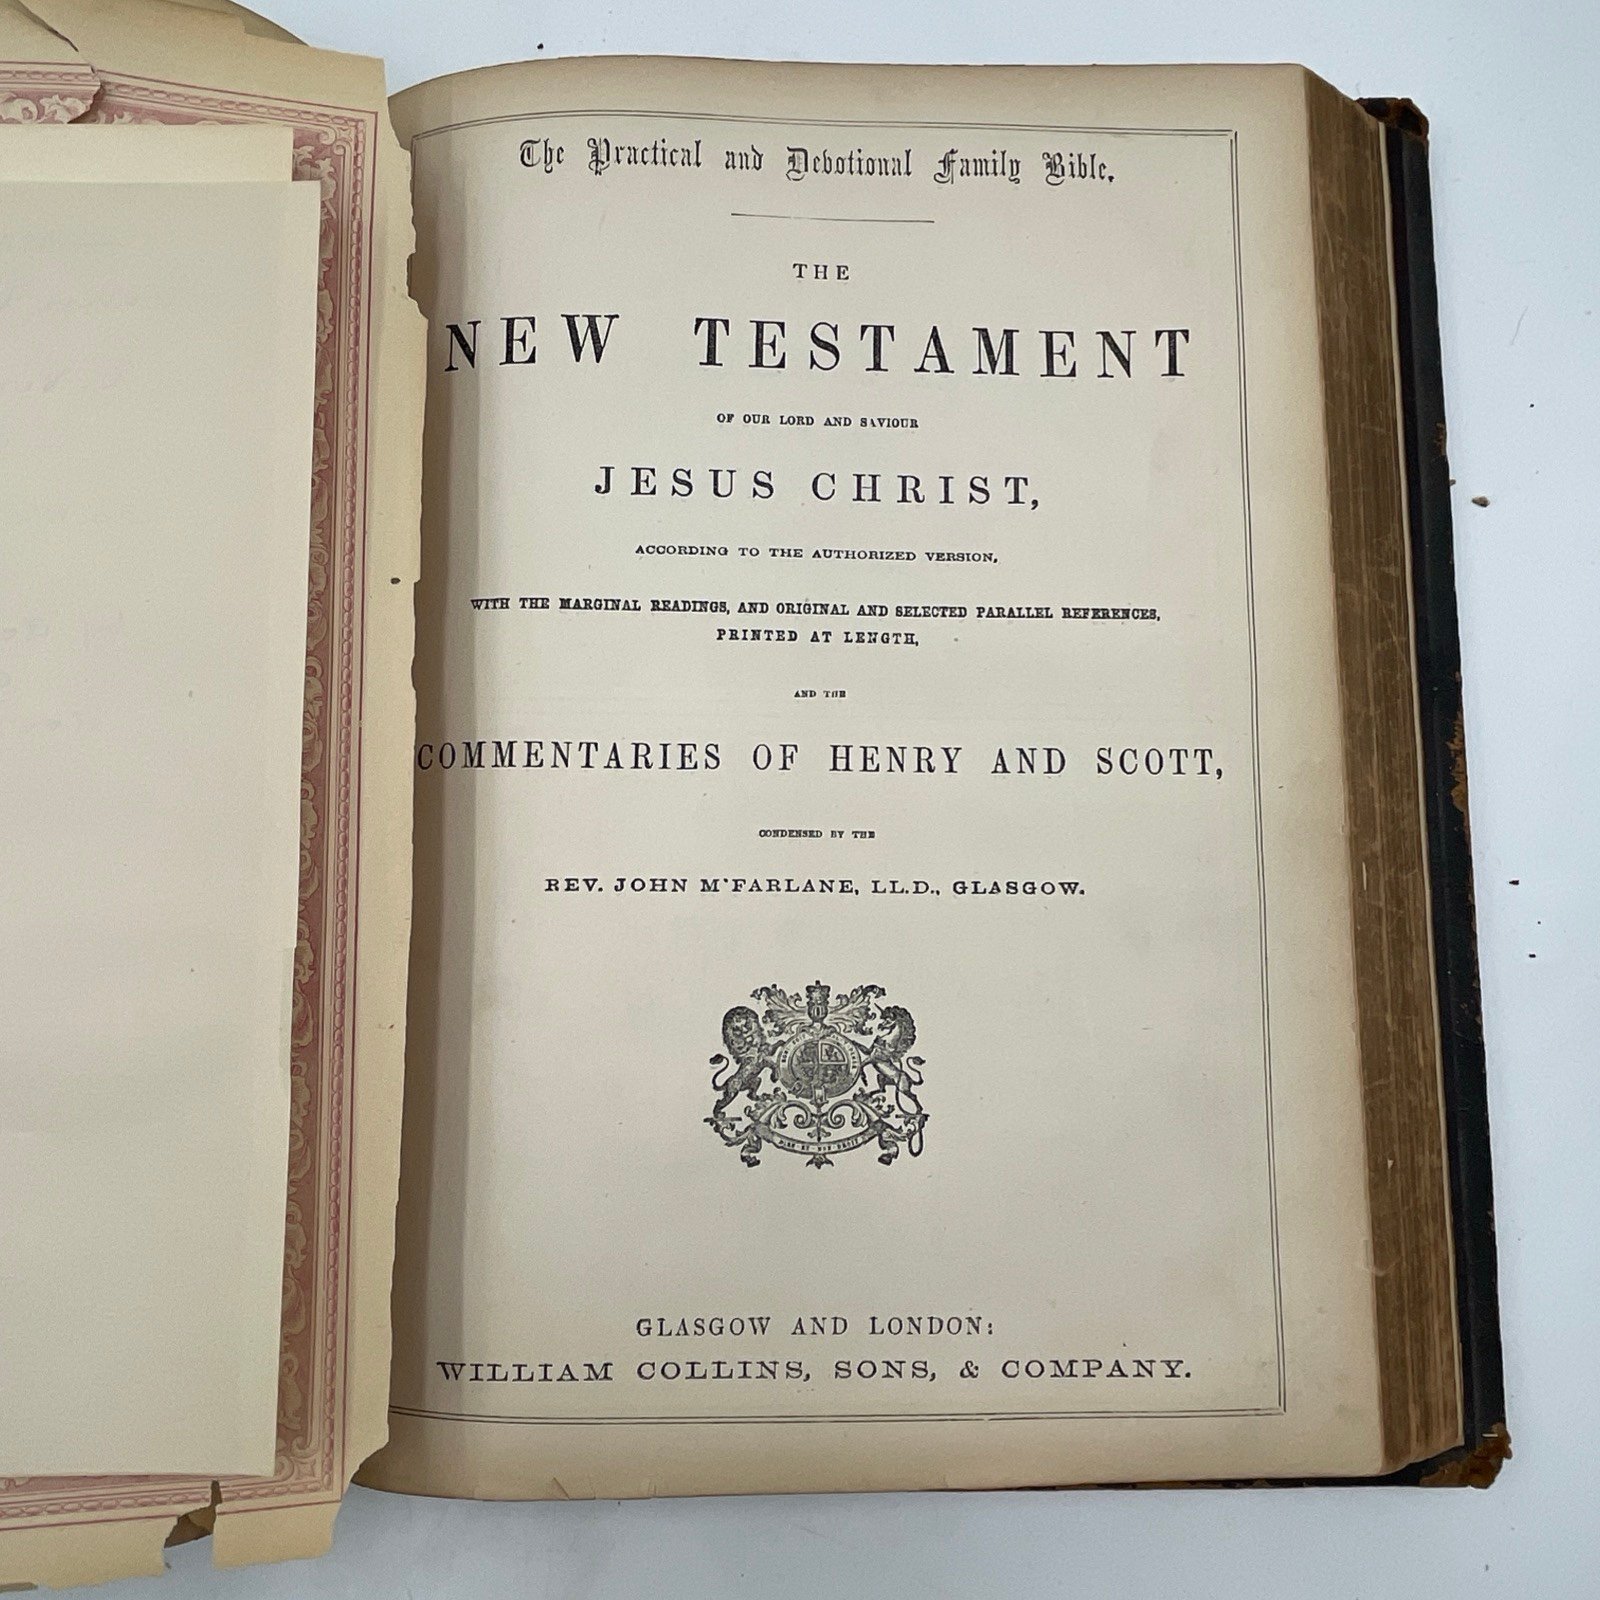 The Practical and Devotional Family Bible.
THE
NEW TESTAMENT
OF OUR LORD AND SAVIOUR
JESUS CHRIST,
ACCORDING TO THE AUTHORIZED VERSION,
WITH THE MARGINAL READINGS, AND ORIGINAL AND SELECTED PARALLEL REFERENCES,
PRINTED AT LENGTH,
AND THE
COMMENTARIES OF HENRY AND SCOTT,
CONDENSED BY THE
REV. JOHN M'FARLANE, LL.D., GLASGOW.
GLASGOW AND LONDON:
WILLIAM COLLINS, SONS, & COMPANY.